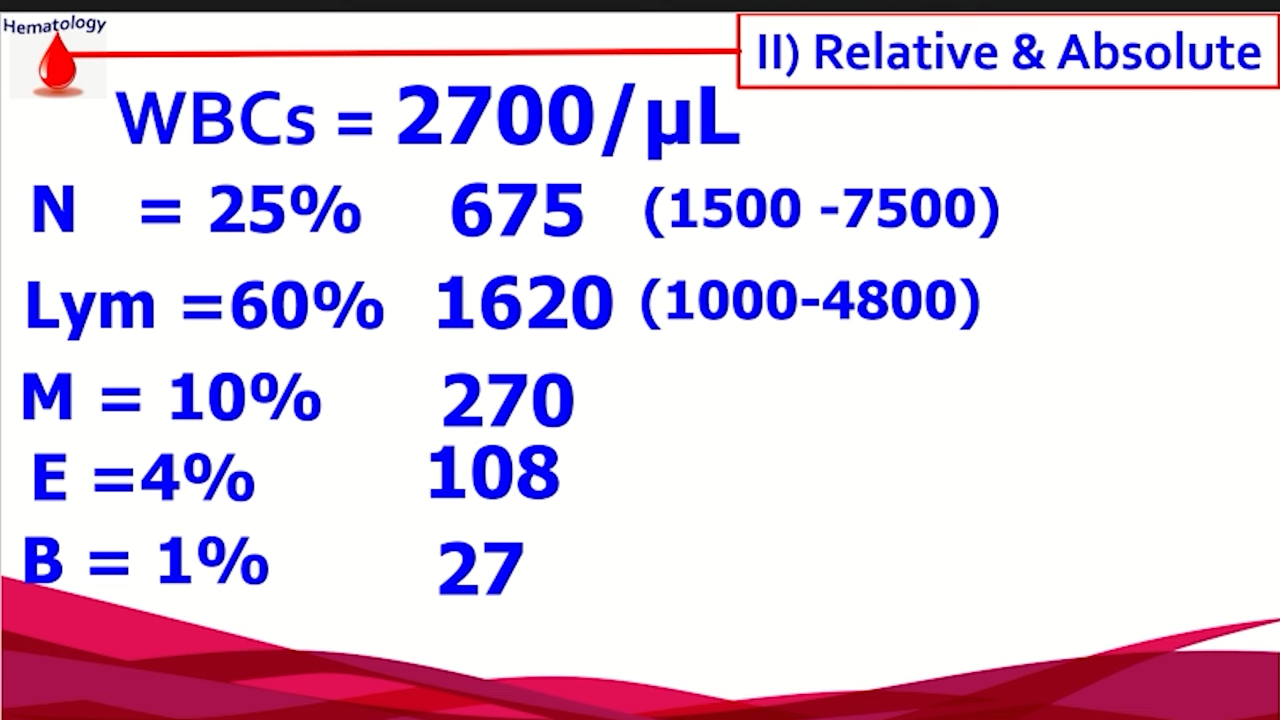 Hematology
II) Relative & Absolute
WBCs = 2700/µL
N = 25% 675 (1500 -7500)
Lym =60% 1620 (1000-4800)
M = 10% 270
E =4% 108
B = 1% 27